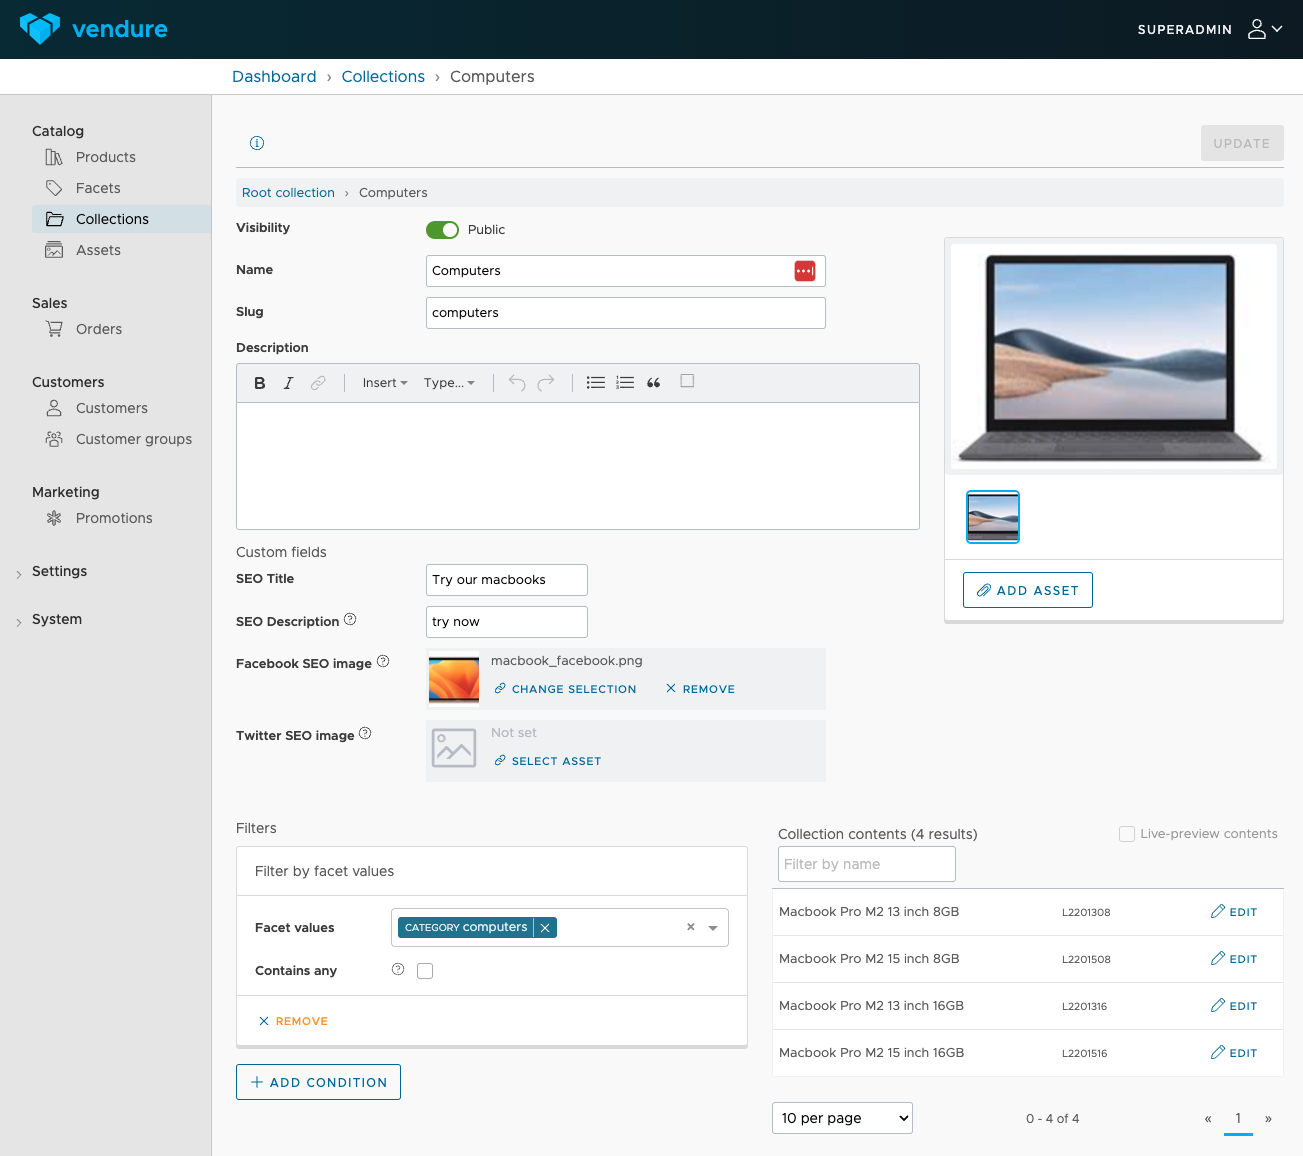 vendure
SUPERADMIN
Dashboard › Collections › Computers
Catalog
Products
Facets
Collections
Assets
Sales
Orders
Customers
Customers
Customer groups
Marketing
Promotions
Settings
System
UPDATE
Root collection › Computers
Visibility
Public
Name
Computers
Slug
computers
Description
B I Insert Type...
Custom fields
SEO Title
Try our macbooks
SEO Description
try now
Facebook SEO image
macbook_facebook.png
CHANGE SELECTION
REMOVE
Twitter SEO image
Not set
SELECT ASSET
ADD ASSET
Filters
Filter by facet values
Facet values
CATEGORY computers
Contains any
REMOVE
ADD CONDITION
Collection contents (4 results)
Live-preview contents
Filter by name
Macbook Pro M2 13 inch 8GB L2201308 EDIT
Macbook Pro M2 15 inch 8GB L2201508 EDIT
Macbook Pro M2 13 inch 16GB L2201316 EDIT
Macbook Pro M2 15 inch 16GB L2201516 EDIT
10 per page
0 - 4 of 4
« 1 »